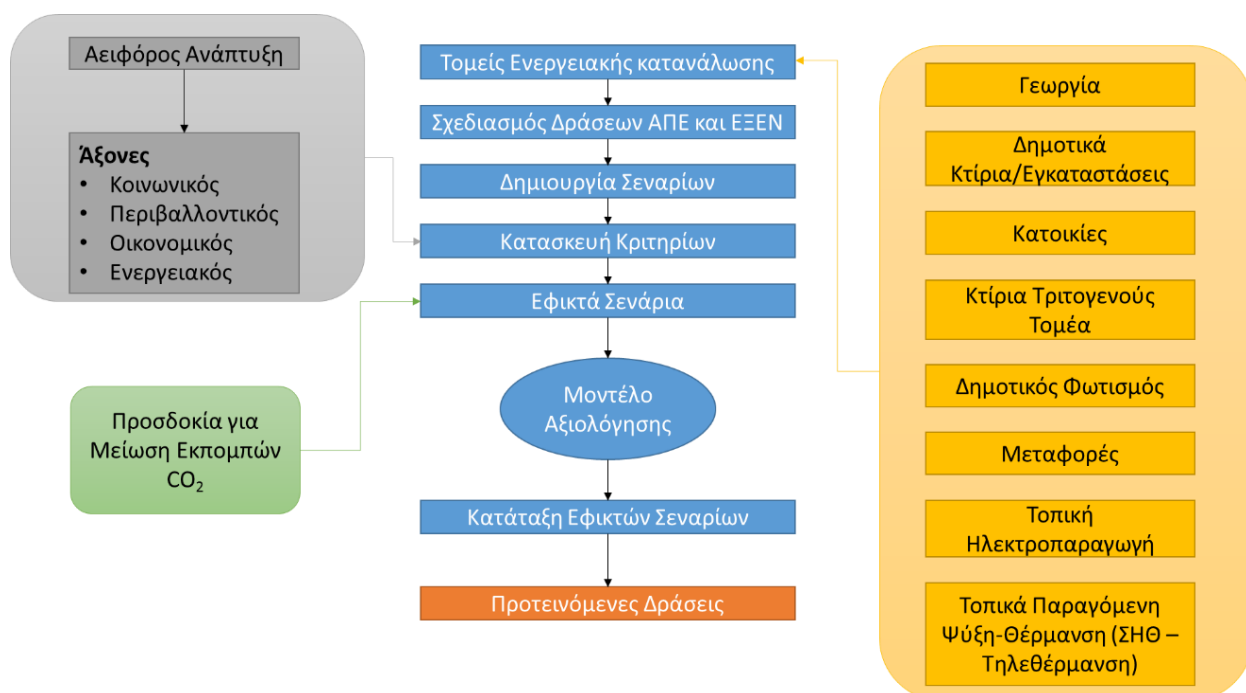 Αειφόρος Ανάπτυξη
Άξονες
• Κοινωνικός
• Περιβαλλοντικός
• Οικονομικός
• Ενεργειακός
Προσδοκία για
Μείωση Εκπομπών
CO₂
Τομείς Ενεργειακής κατανάλωσης
Σχεδιασμός Δράσεων ΑΠΕ και ΕΞΕΝ
Δημιουργία Σεναρίων
Κατασκευή Κριτηρίων
Εφικτά Σενάρια
Μοντέλο
Αξιολόγησης
Κατάταξη Εφικτών Σεναρίων
Προτεινόμενες Δράσεις
Γεωργία
Δημοτικά
Κτίρια/Εγκαταστάσεις
Κατοικίες
Κτίρια Τριτογενούς
Τομέα
Δημοτικός Φωτισμός
Μεταφορές
Τοπική
Ηλεκτροπαραγωγή
Τοπικά Παραγόμενη
Ψύξη-Θέρμανση (ΣΗΘ –
Τηλεθέρμανση)